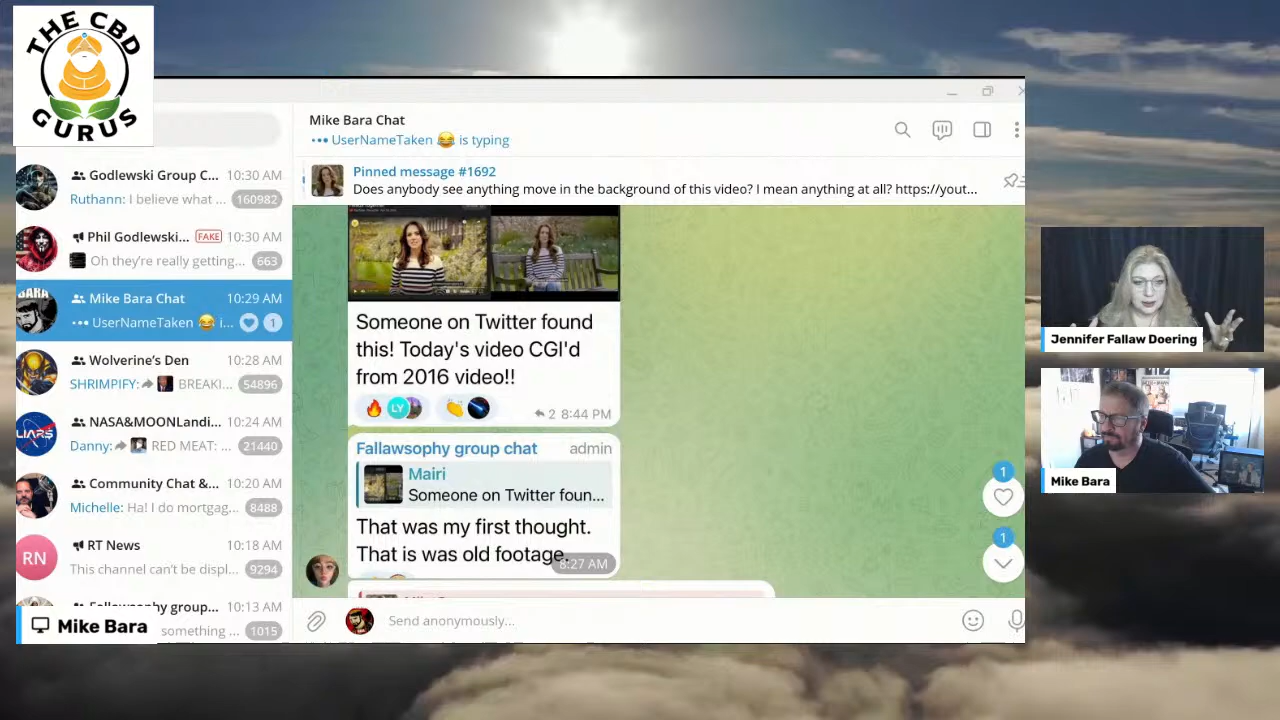 THE CBD
GURUS
Godlewski Group C... 10:30 AM
Ruthann: I believe what ... 160982
Phil Godlewski... FAKE 10:30 AM
Oh they're really getting... 663
Mike Bara Chat 10:29 AM
••• UserNameTaken 😂 i... 1
Wolverine's Den 10:28 AM
SHRIMPIFY: BREAKI... 54896
NASA&MOONLandi... 10:24 AM
LIARS
Danny: RED MEAT: ... 21440
Community Chat &... 10:20 AM
Michelle: Ha! I do mortgag... 8488
RN
RT News 10:18 AM
This channel can't be displ... 9294
Fallawsophy group... 10:13 AM
something ... 1015
Mike Bara
Mike Bara Chat
••• UserNameTaken 😂 is typing
Pinned message #1692
Does anybody see anything move in the background of this video? I mean anything at all? https://yout...
Someone on Twitter found
this! Today's video CGI'd
from 2016 video!!
LY
2 8:44 PM
Fallawsophy group chat admin
Mairi
Someone on Twitter foun...
That was my first thought.
That is was old footage.
8:27 AM
1
1
Send anonymously...
Jennifer Fallaw Doering
Mike Bara